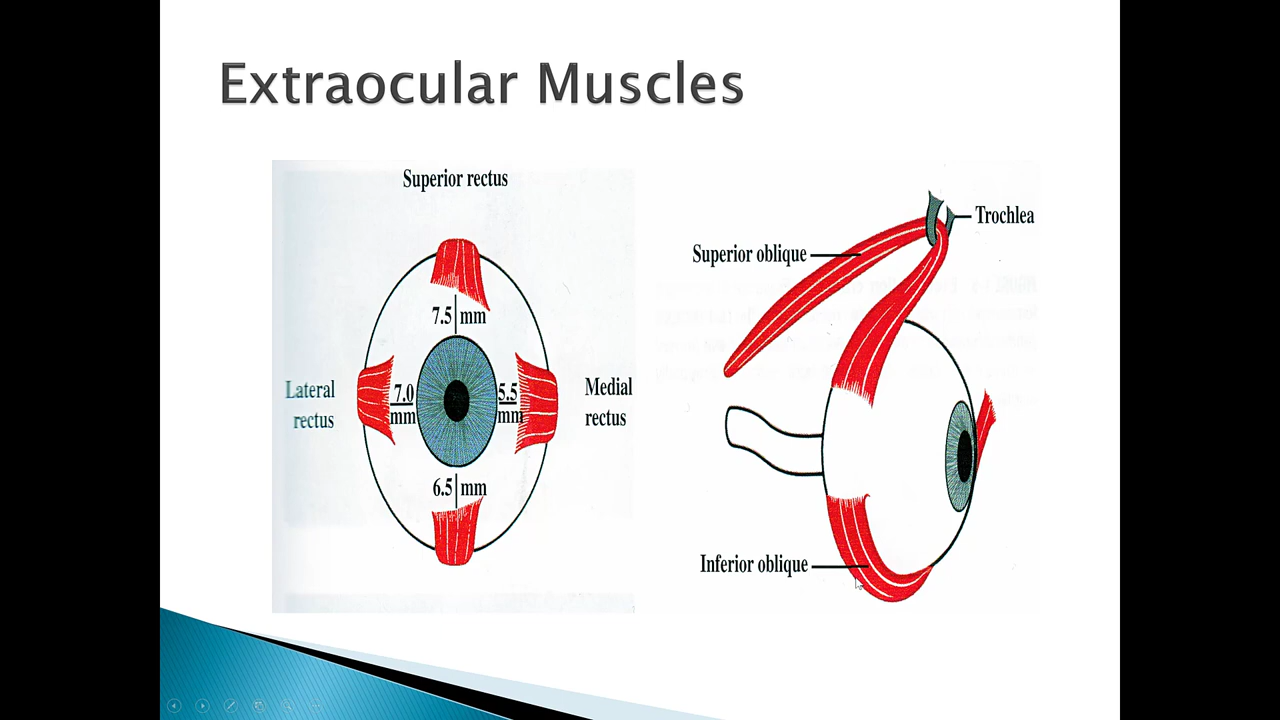 Extraocular Muscles
Superior rectus
7.5 mm
Lateral
rectus
7.0
mm
5.5
mm
Medial
rectus
6.5 mm
Trochlea
Superior oblique
Inferior oblique